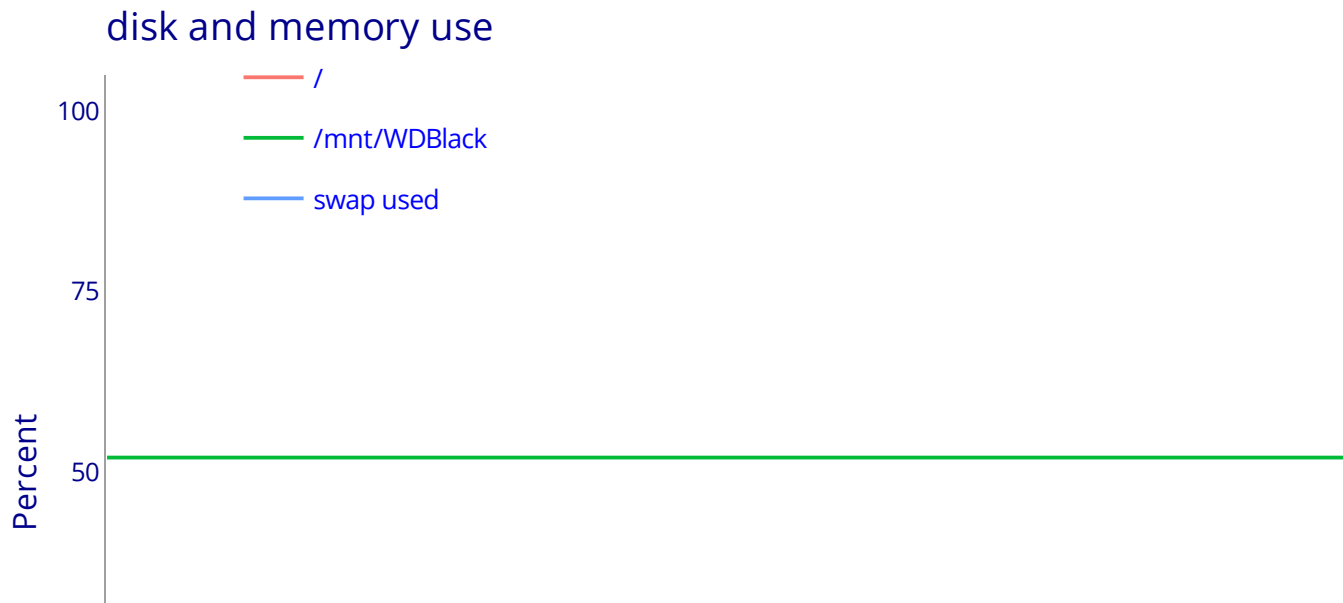 disk and memory use
/
100
/mnt/WDBlack
swap used
75
Percent
50